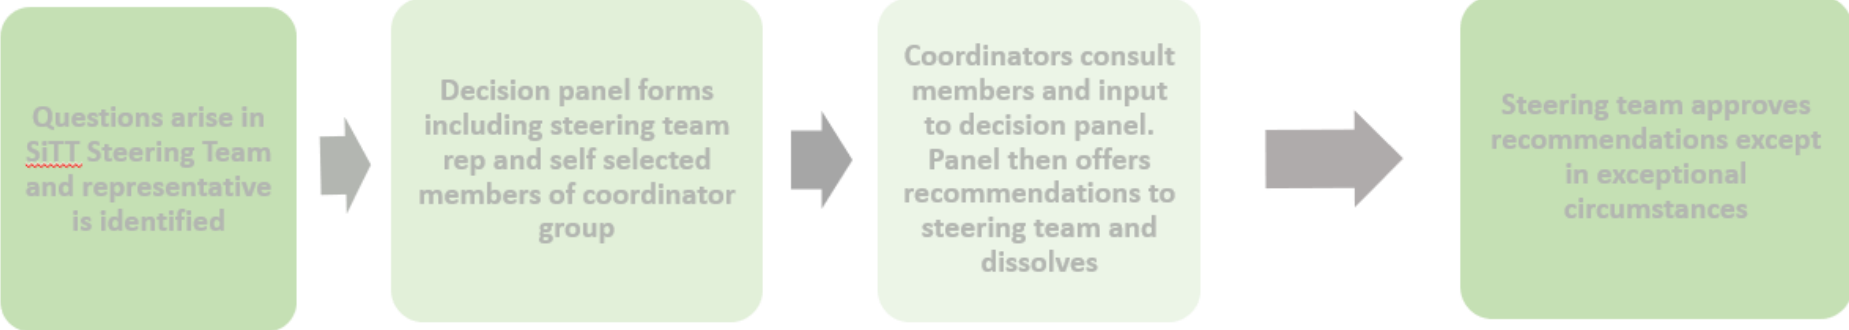 Questions arise in
SiTT Steering Team
and representative
is identified
Decision panel forms
including steering team
rep and self selected
members of coordinator
group
Coordinators consult
members and input
to decision panel.
Panel then offers
recommendations to
steering team and
dissolves
Steering team approves
recommendations except
in exceptional
circumstances